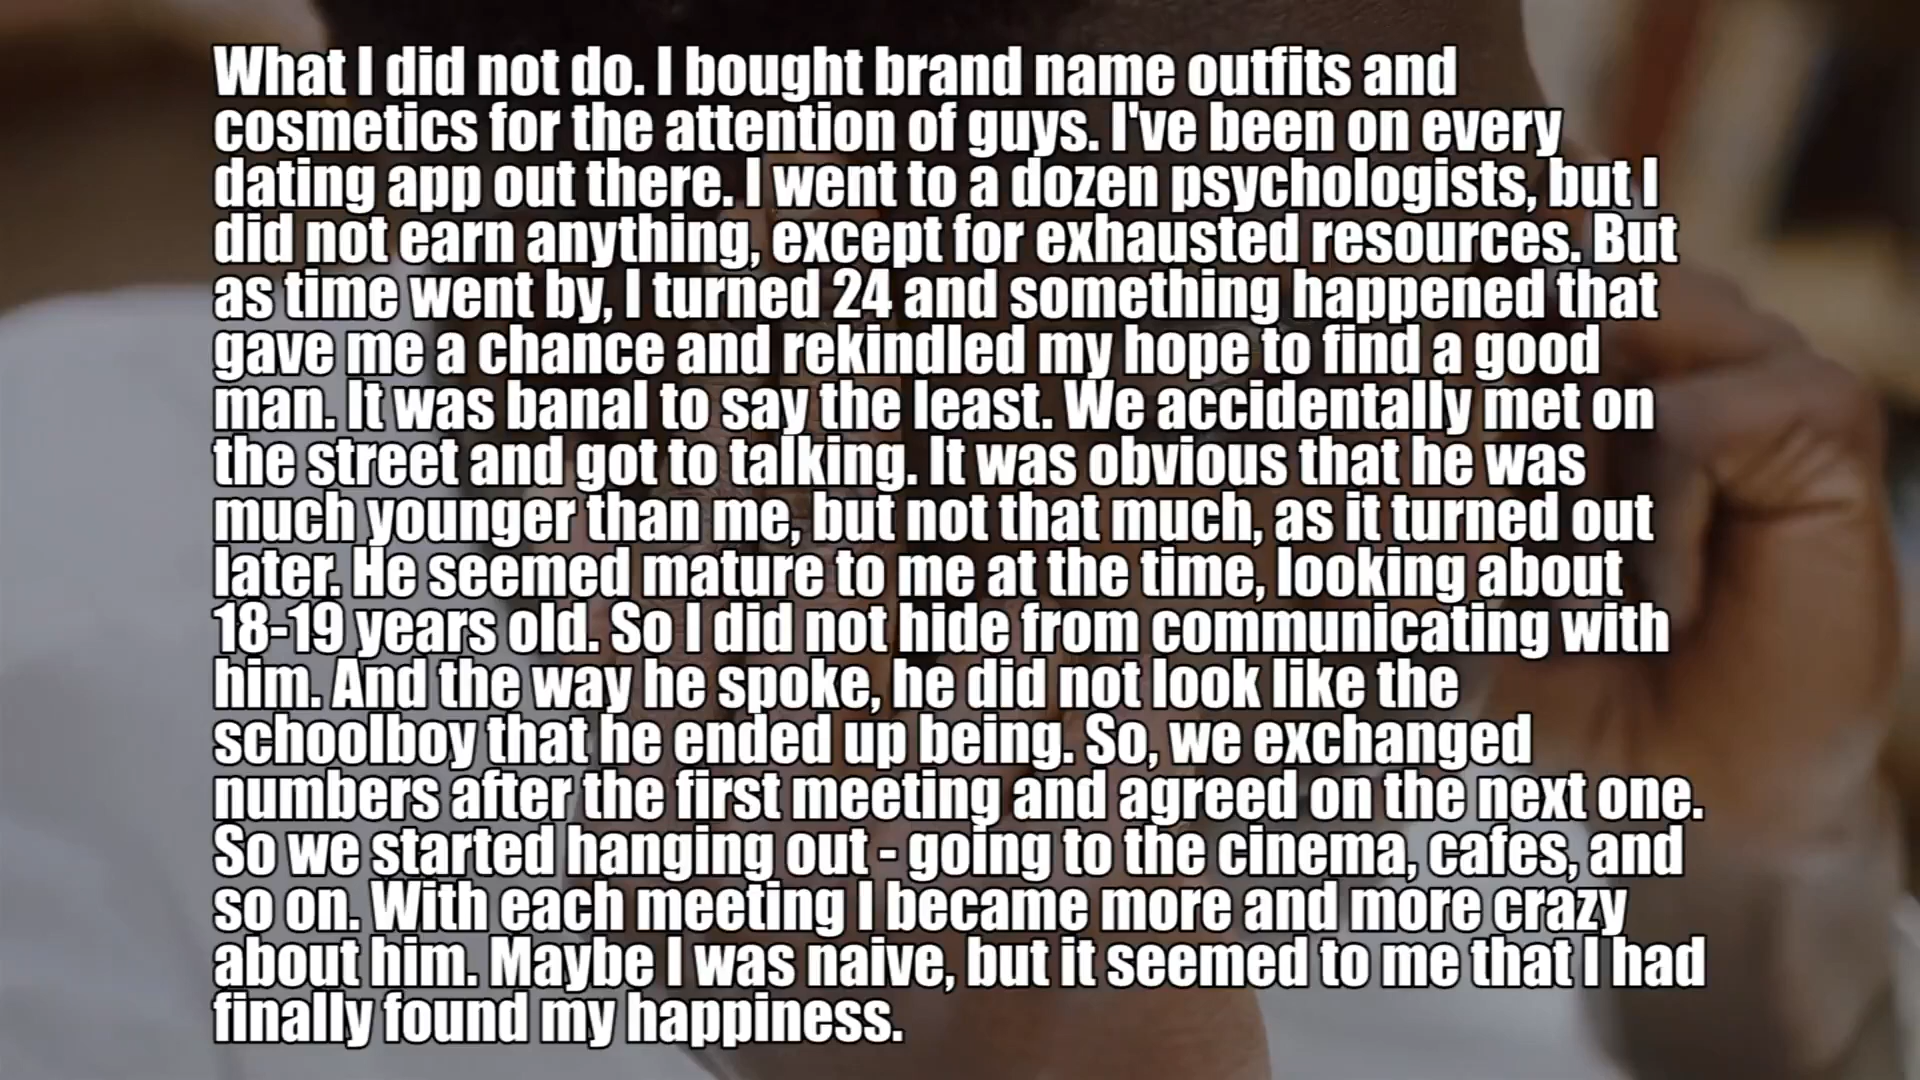 What I did not do. I bought brand name outfits and
cosmetics for the attention of guys. I've been on every
dating app out there. I went to a dozen psychologists, but I
did not earn anything, except for exhausted resources. But
as time went by, I turned 24 and something happened that
gave me a chance and rekindled my hope to find a good
man. It was banal to say the least. We accidentally met on
the street and got to talking. It was obvious that he was
much younger than me, but not that much, as it turned out
later. He seemed mature to me at the time, looking about
18-19 years old. So I did not hide from communicating with
him. And the way he spoke, he did not look like the
schoolboy that he ended up being. So, we exchanged
numbers after the first meeting and agreed on the next one.
So we started hanging out - going to the cinema, cafes, and
so on. With each meeting I became more and more crazy
about him. Maybe I was naive, but it seemed to me that I had
finally found my happiness.